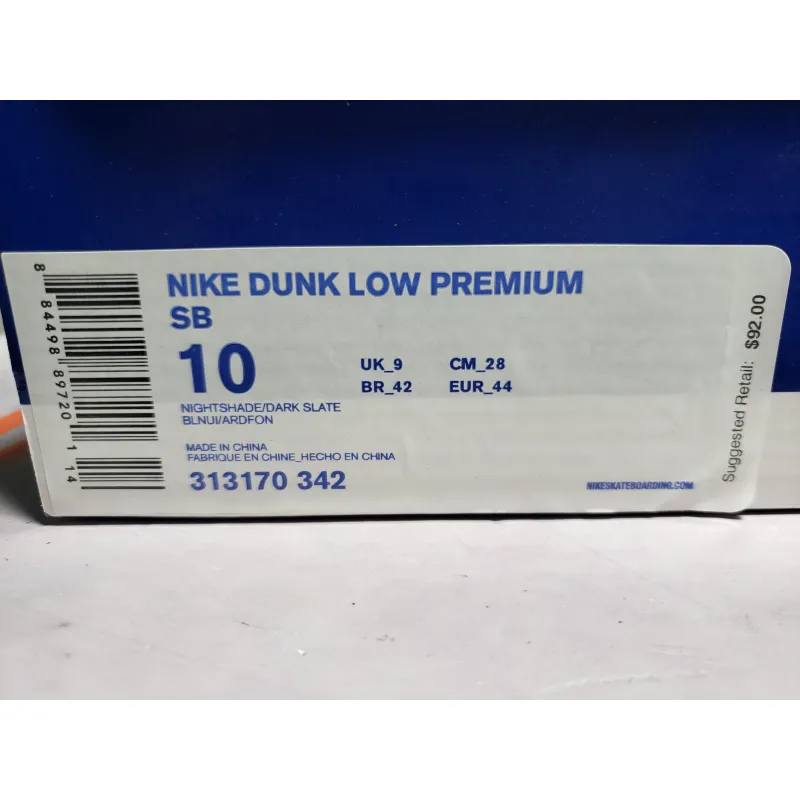 NIKE DUNK LOW PREMIUM
SB
10
UK_9 CM_28
BR_42 EUR_44
NIGHTSHADE/DARK SLATE
BLNUI/ARDFON
MADE IN CHINA
FABRIQUE EN CHINE_HECHO EN CHINA
313170 342
NIKESKATEBOARDING.COM
8 84498 89720 1 14
Suggested Retail: $92.00